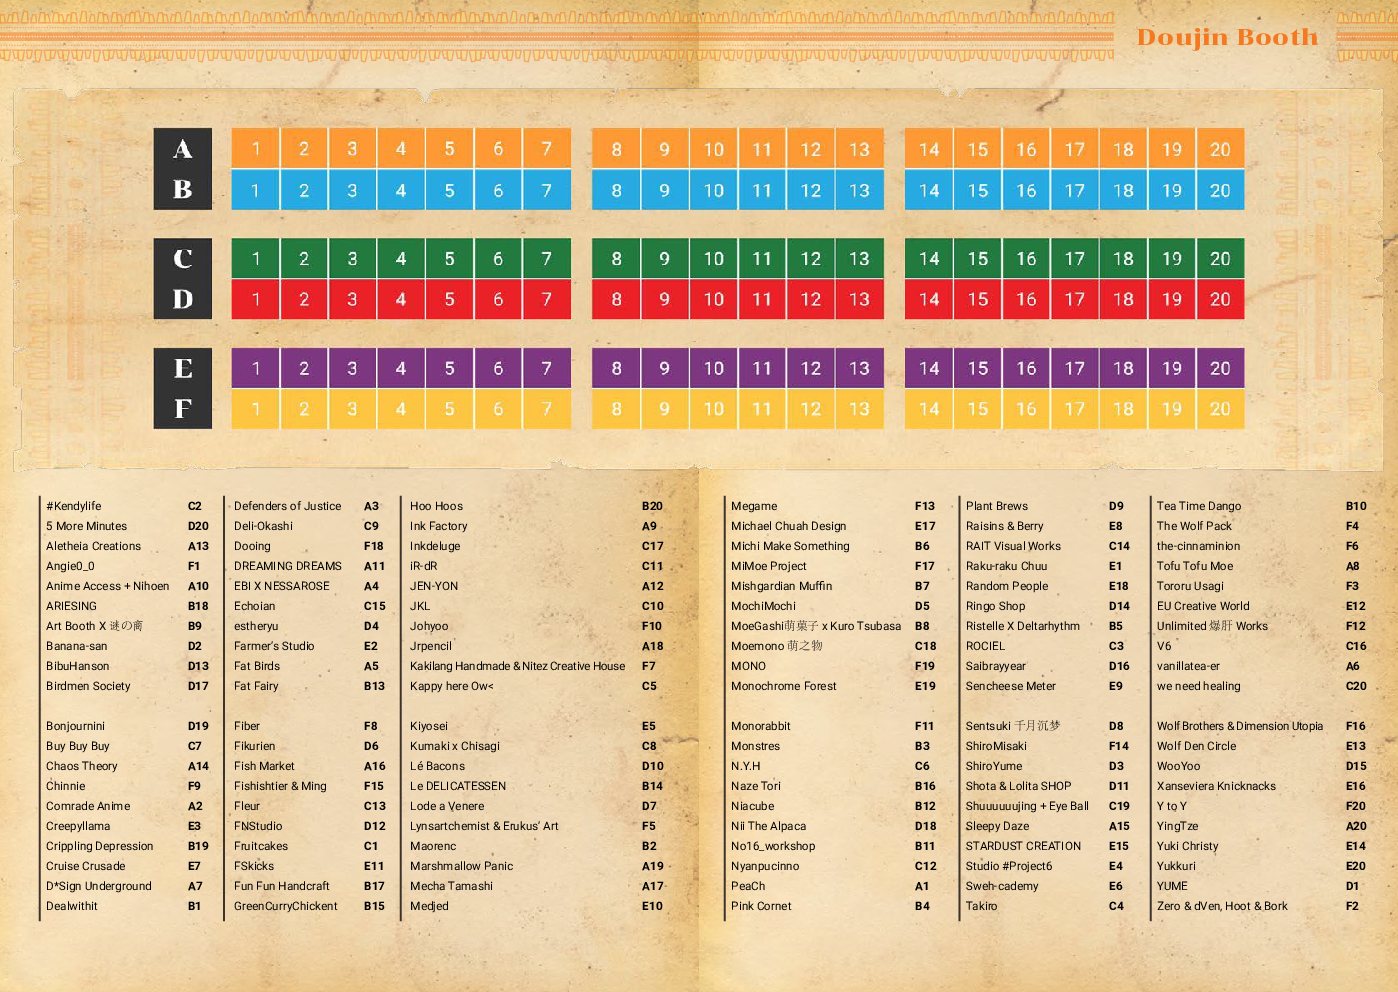 Doujin Booth
A 1 2 3 4 5 6 7 8 9 10 11 12 13 14 15 16 17 18 19 20
B 1 2 3 4 5 6 7 8 9 10 11 12 13 14 15 16 17 18 19 20
C 1 2 3 4 5 6 7 8 9 10 11 12 13 14 15 16 17 18 19 20
D 1 2 3 4 5 6 7 8 9 10 11 12 13 14 15 16 17 18 19 20
E 1 2 3 4 5 6 7 8 9 10 11 12 13 14 15 16 17 18 19 20
F 1 2 3 4 5 6 7 8 9 10 11 12 13 14 15 16 17 18 19 20
#Kendylife C2
5 More Minutes D20
Aletheia Creations A13
Angie0_0 F1
Anime Access + Nihoen A10
ARIESING B18
Art Booth X 谜の裔 B9
Banana-san D2
BibuHanson D13
Birdmen Society D17
Bonjournini D19
Buy Buy Buy C7
Chaos Theory A14
Chinnie F9
Comrade Anime A2
Creepyllama E3
Crippling Depression B19
Cruise Crusade E7
D*Sign Underground A7
Dealwithit B1
Defenders of Justice A3
Deli-Okashi C9
Dooing F18
DREAMING DREAMS A11
EBI X NESSAROSE A4
Echoian C15
estheryu D4
Farmer's Studio E2
Fat Birds A5
Fat Fairy B13
Fiber F8
Fikurien D6
Fish Market A16
Fishishtier & Ming F15
Fleur C13
FNStudio D12
Fruitcakes C1
FSkicks E11
Fun Fun Handcraft B17
GreenCurryChickent B15
Hoo Hoos B20
Ink Factory A9
Inkdeluge C17
iR-dR C11
JEN-YON A12
JKL C10
Johyoo F10
Jrpencil A18
Kakilang Handmade & Nitez Creative House F7
Kappy here Ow< C5
Kiyosei E5
Kumaki x Chisagi C8
Lé Bacons D10
Le DELICATESSEN B14
Lode a Venere D7
Lynsartchemist & Erukus' Art F5
Maorenc B2
Marshmallow Panic A19
Mecha Tamashi A17
Medjed E10
Megame F13
Michael Chuah Design E17
Michi Make Something B6
MiMoe Project F17
Mishgardian Muffin B7
MochiMochi D5
MoeGashi萌菓子 x Kuro Tsubasa B8
Moemono 萌之物 C18
MONO F19
Monochrome Forest E19
Monorabbit F11
Monstres B3
N.Y.H C6
Naze Tori B16
Niacube B12
Nii The Alpaca D18
No16_workshop B11
Nyanpucinno C12
PeaCh A1
Pink Cornet B4
Plant Brews D9
Raisins & Berry E8
RAIT Visual Works C14
Raku-raku Chuu E1
Random People E18
Ringo Shop D14
Ristelle X Deltarhythm B5
ROCIEL C3
Saibrayyear D16
Sencheese Meter E9
Sentsuki 千月沉梦 D8
ShiroMisaki F14
ShiroYume D3
Shota & Lolita SHOP D11
Shuuuuuujing + Eye Ball C19
Sleepy Daze A15
STARDUST CREATION E15
Studio #Project6 E4
Sweh-cademy E6
Takiro C4
Tea Time Dango B10
The Wolf Pack F4
the-cinnaminion F6
Tofu Tofu Moe A8
Tororu Usagi F3
EU Creative World E12
Unlimited 爆肝 Works F12
V6 C16
vanillatea-er A6
we need healing C20
Wolf Brothers & Dimension Utopia F16
Wolf Den Circle E13
WooYoo D15
Xanseviera Knicknacks E16
Y to Y F20
YingTze A20
Yuki Christy E14
Yukkuri E20
YUME D1
Zero & dVen, Hoot & Bork F2